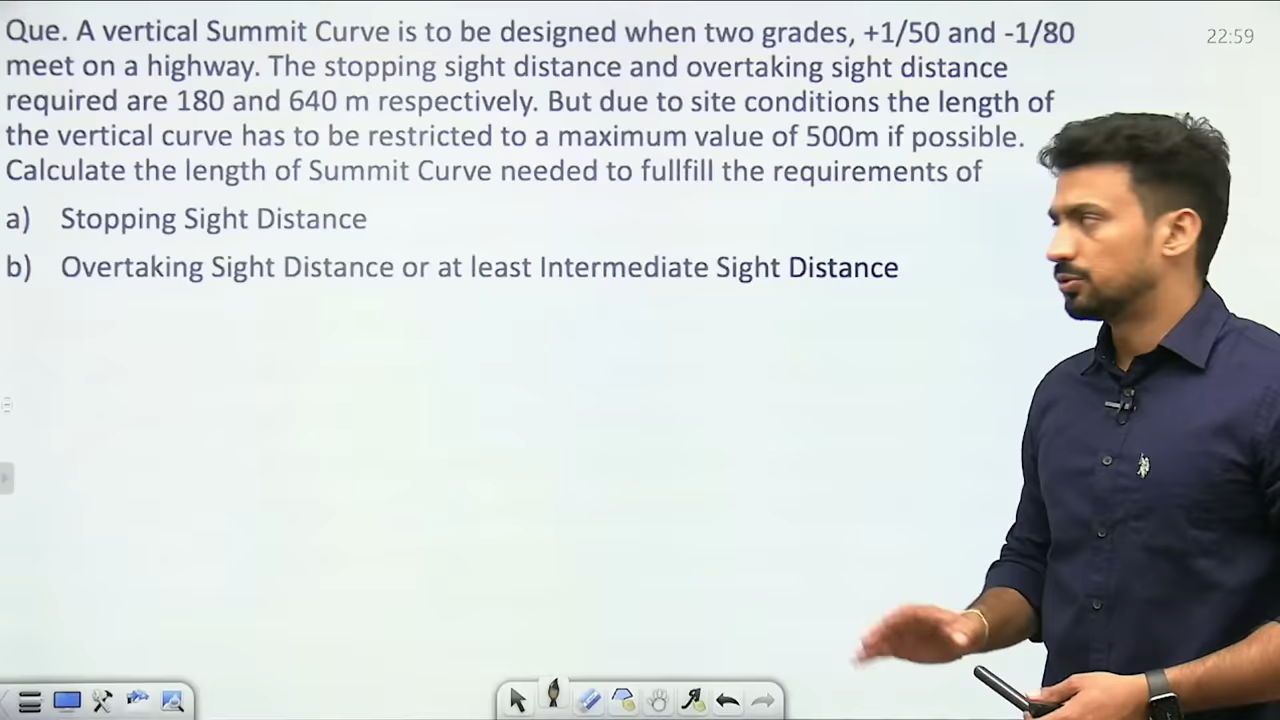 Que. A vertical Summit Curve is to be designed when two grades, +1/50 and -1/80
22:59
meet on a highway. The stopping sight distance and overtaking sight distance
required are 180 and 640 m respectively. But due to site conditions the length of
the vertical curve has to be restricted to a maximum value of 500m if possible.
Calculate the length of Summit Curve needed to fullfill the requirements of
a) Stopping Sight Distance
b) Overtaking Sight Distance or at least Intermediate Sight Distance